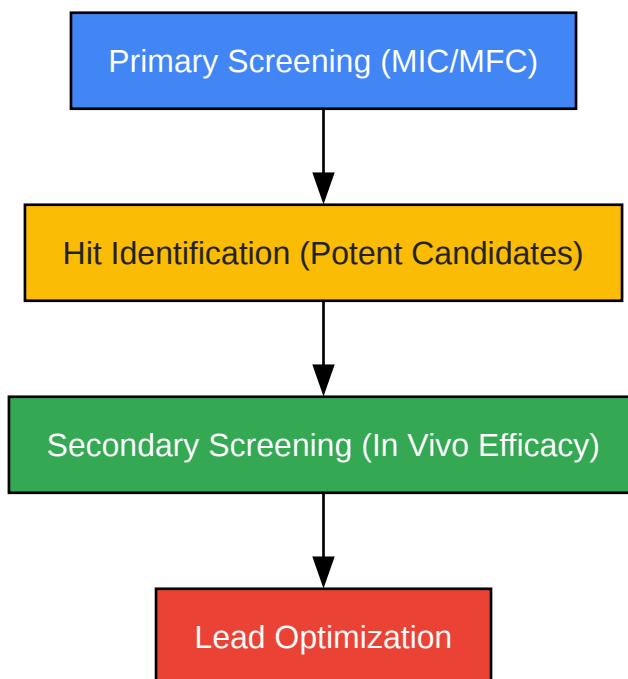 Primary Screening (MIC/MFC)
Hit Identification (Potent Candidates)
Secondary Screening (In Vivo Efficacy)
Lead Optimization